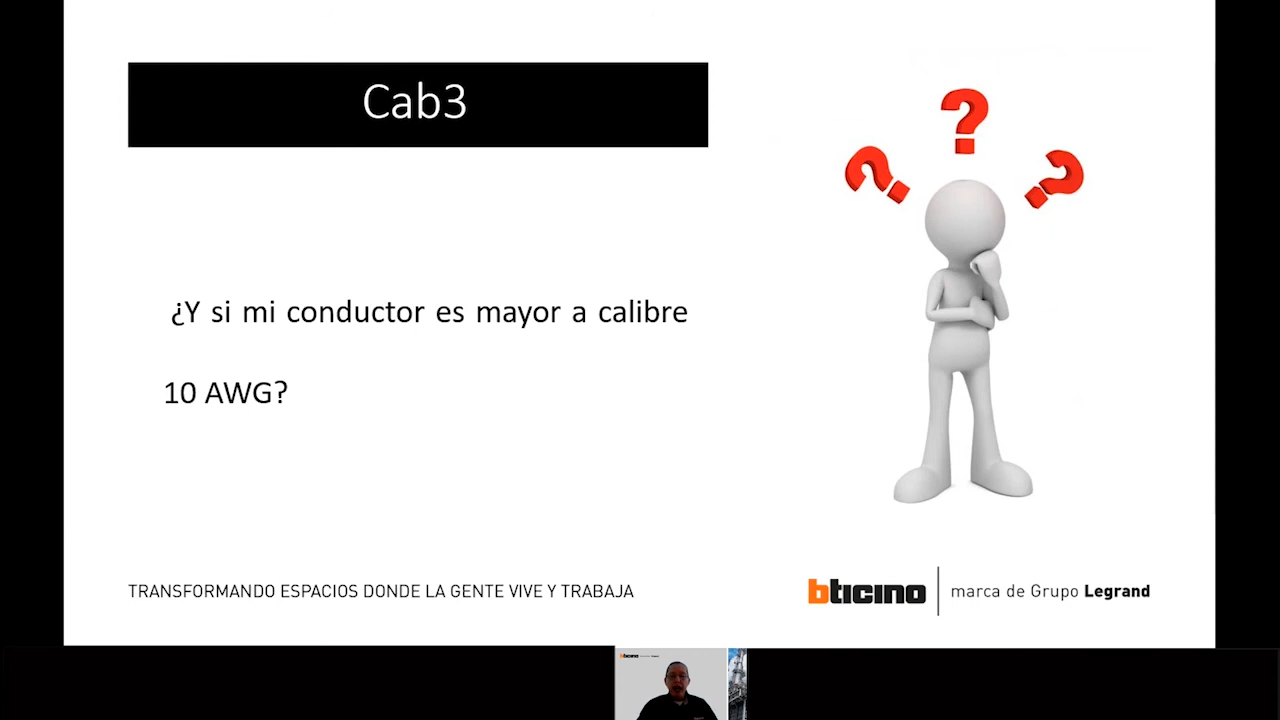 Cab3
¿Y si mi conductor es mayor a calibre
10 AWG?
TRANSFORMANDO ESPACIOS DONDE LA GENTE VIVE Y TRABAJA
bticino marca de Grupo Legrand
bticino